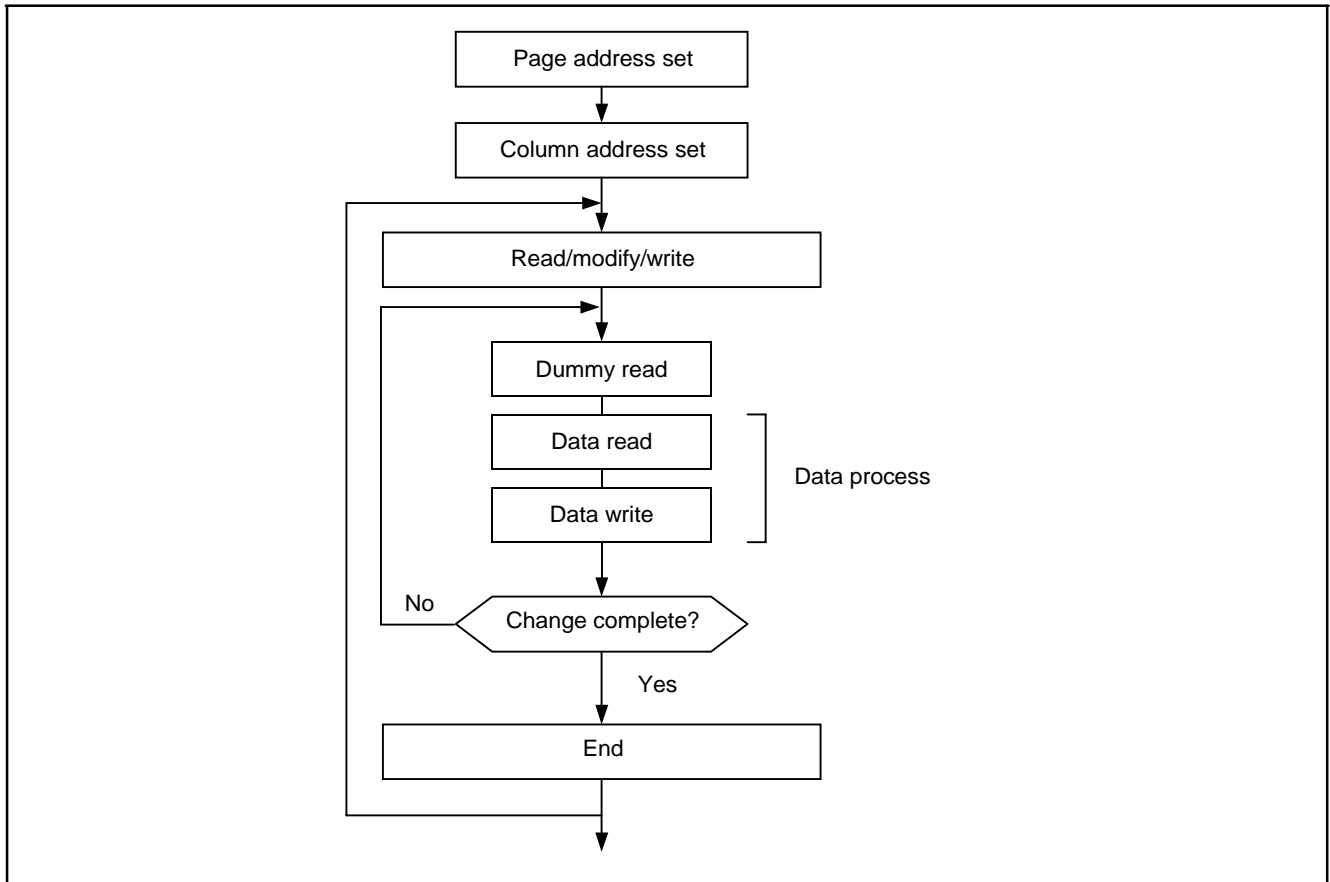 Page address set
Column address set
Read/modify/write
Dummy read
Data read
Data process
Data write
No
Change complete?
Yes
End